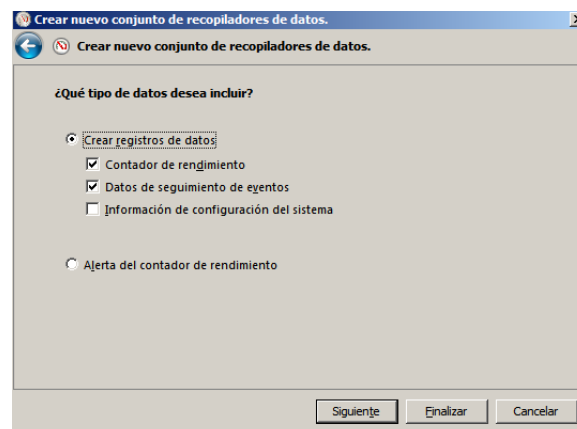 Crear nuevo conjunto de recopiladores de datos.
Crear nuevo conjunto de recopiladores de datos.
¿Qué tipo de datos desea incluir?
Crear registros de datos
Contador de rendimiento
Datos de seguimiento de eventos
Información de configuración del sistema
Alerta del contador de rendimiento
Siguiente Finalizar Cancelar